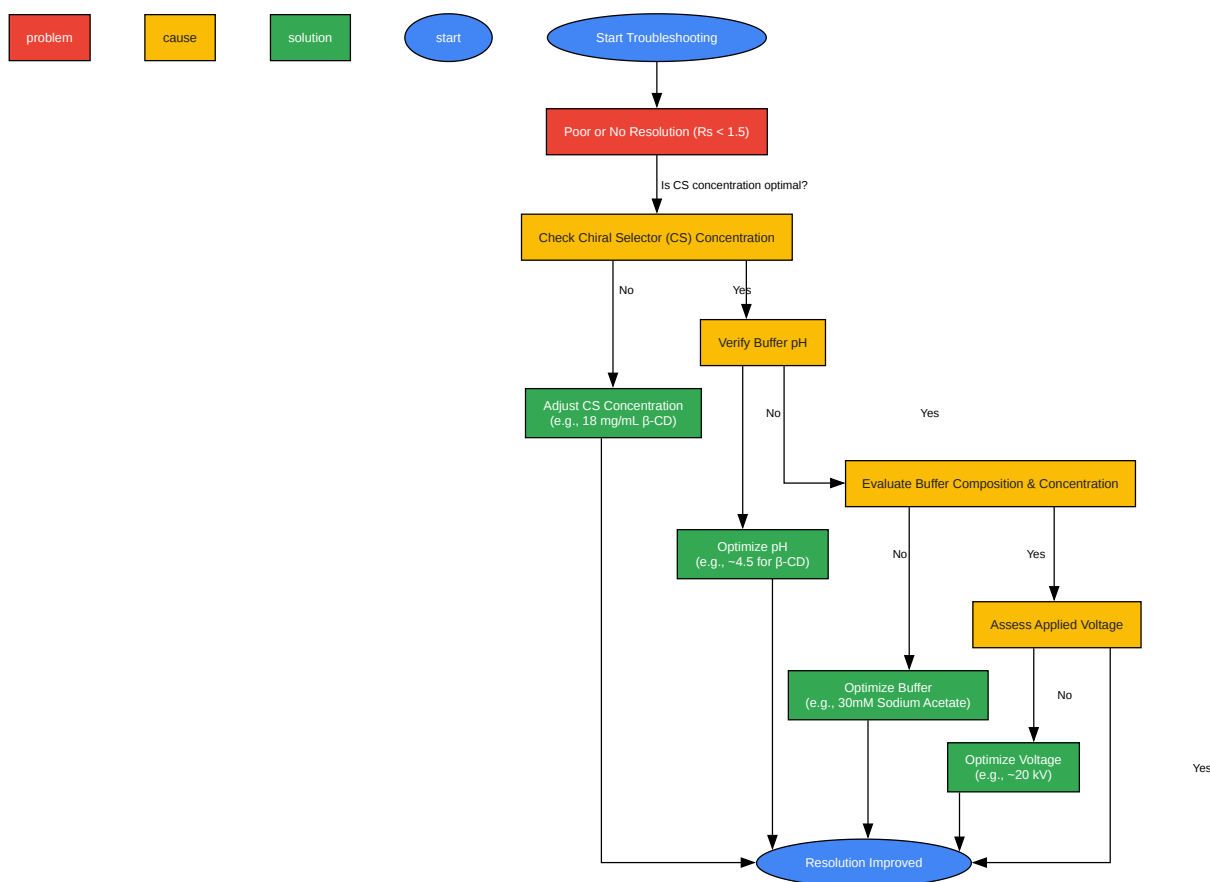 problem
cause
solution
start
Start Troubleshooting
Poor or No Resolution (Rs < 1.5)
Is CS concentration optimal?
Check Chiral Selector (CS) Concentration
No
Yes
Verify Buffer pH
Adjust CS Concentration
(e.g., 18 mg/mL β-CD)
No
Yes
Evaluate Buffer Composition & Concentration
Optimize pH
(e.g., ~4.5 for β-CD)
No
Yes
Assess Applied Voltage
Optimize Buffer
(e.g., 30mM Sodium Acetate)
No
Optimize Voltage
(e.g., ~20 kV)
Yes
Resolution Improved